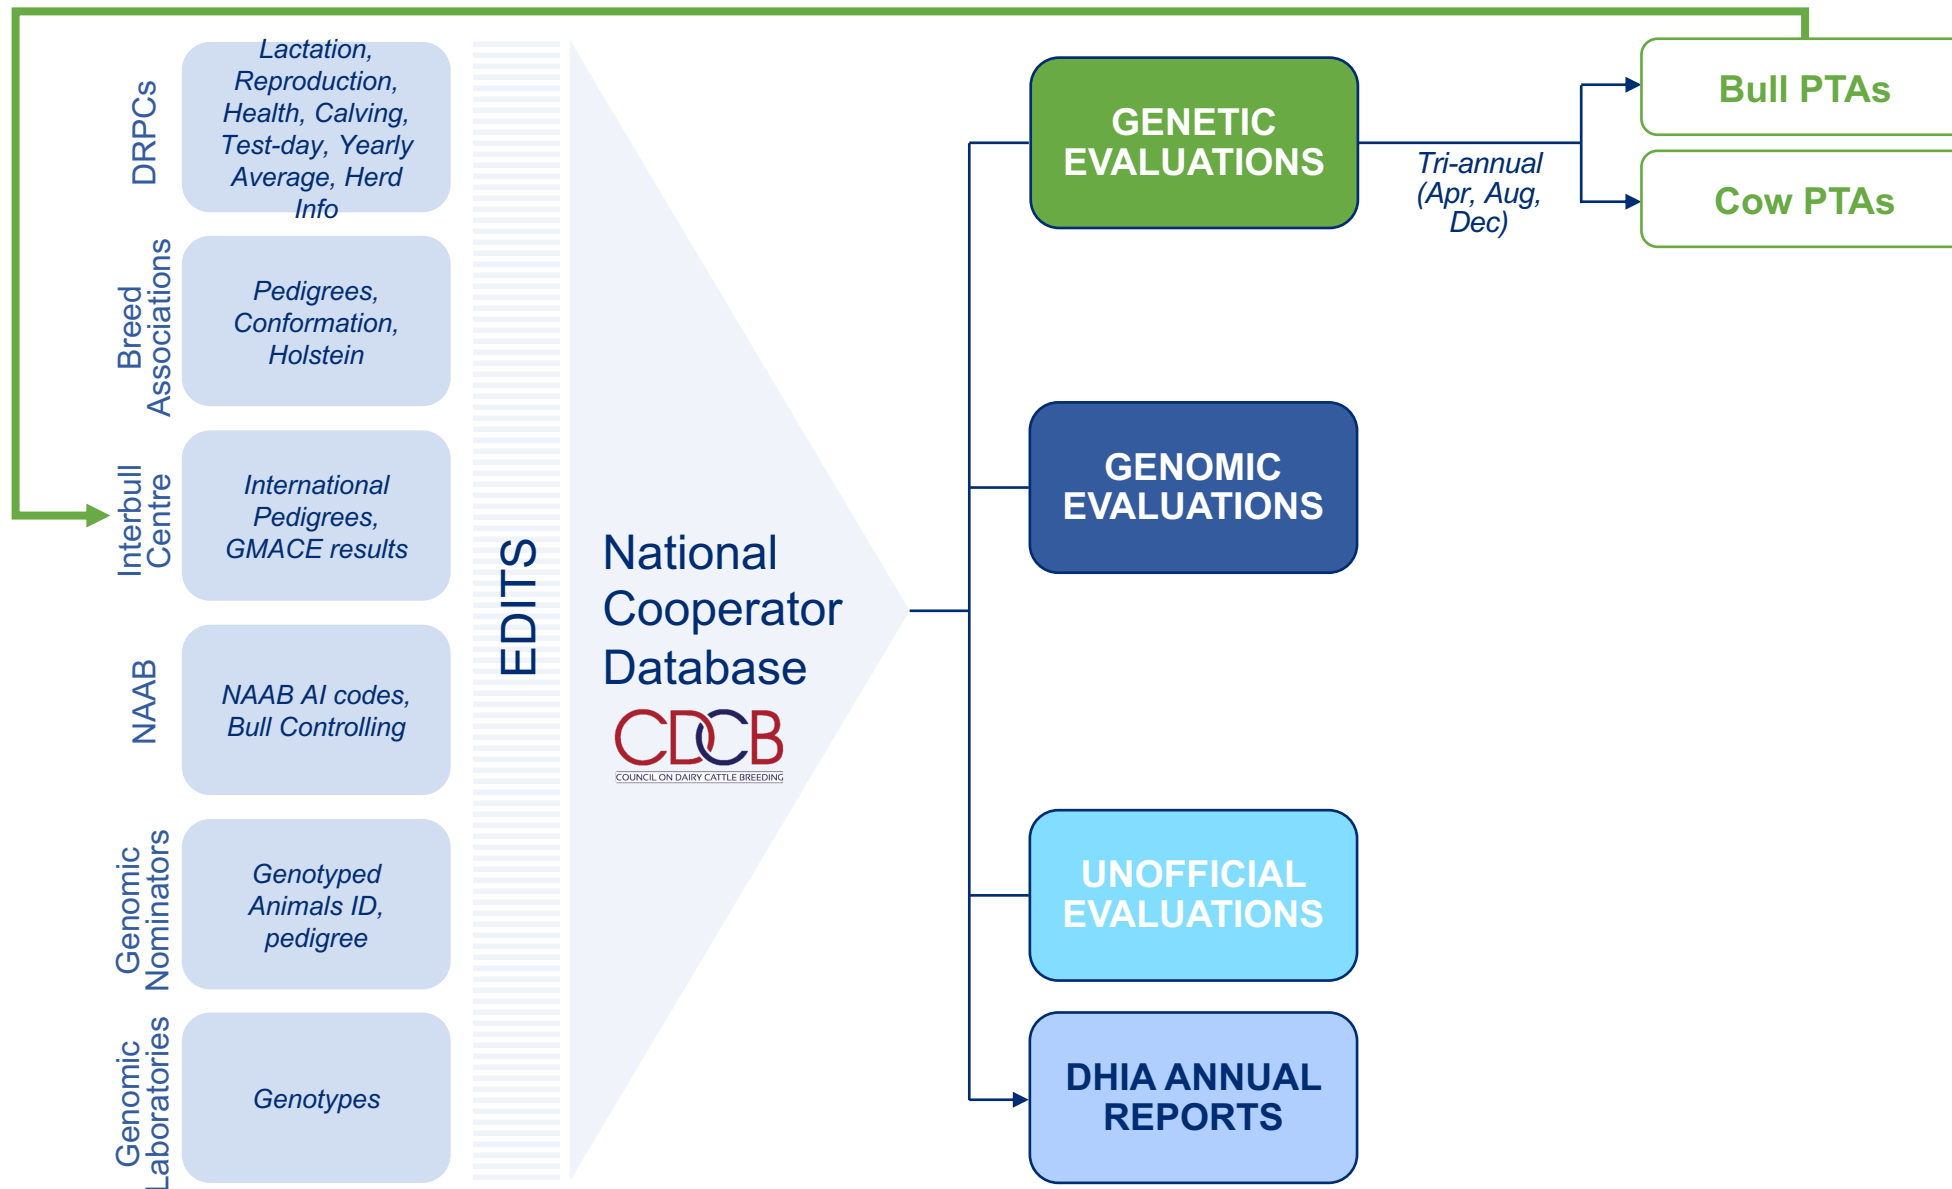 DRPCs
Lactation,
Reproduction,
Health, Calving,
Test-day, Yearly
Average, Herd
Info
Breed
Associations
Pedigrees,
Conformation,
Holstein
Interbull
Centre
International
Pedigrees,
GMACE results
NAAB
NAAB AI codes,
Bull Controlling
Genomic
Nominators
Genotyped
Animals ID,
pedigree
Genomic
Laboratories
Genotypes
EDITS
National
Cooperator
Database
CDCB
COUNCIL ON DAIRY CATTLE BREEDING
GENETIC
EVALUATIONS
Tri-annual
(Apr, Aug,
Dec)
Bull PTAs
Cow PTAs
GENOMIC
EVALUATIONS
UNOFFICIAL
EVALUATIONS
DHIA ANNUAL
REPORTS